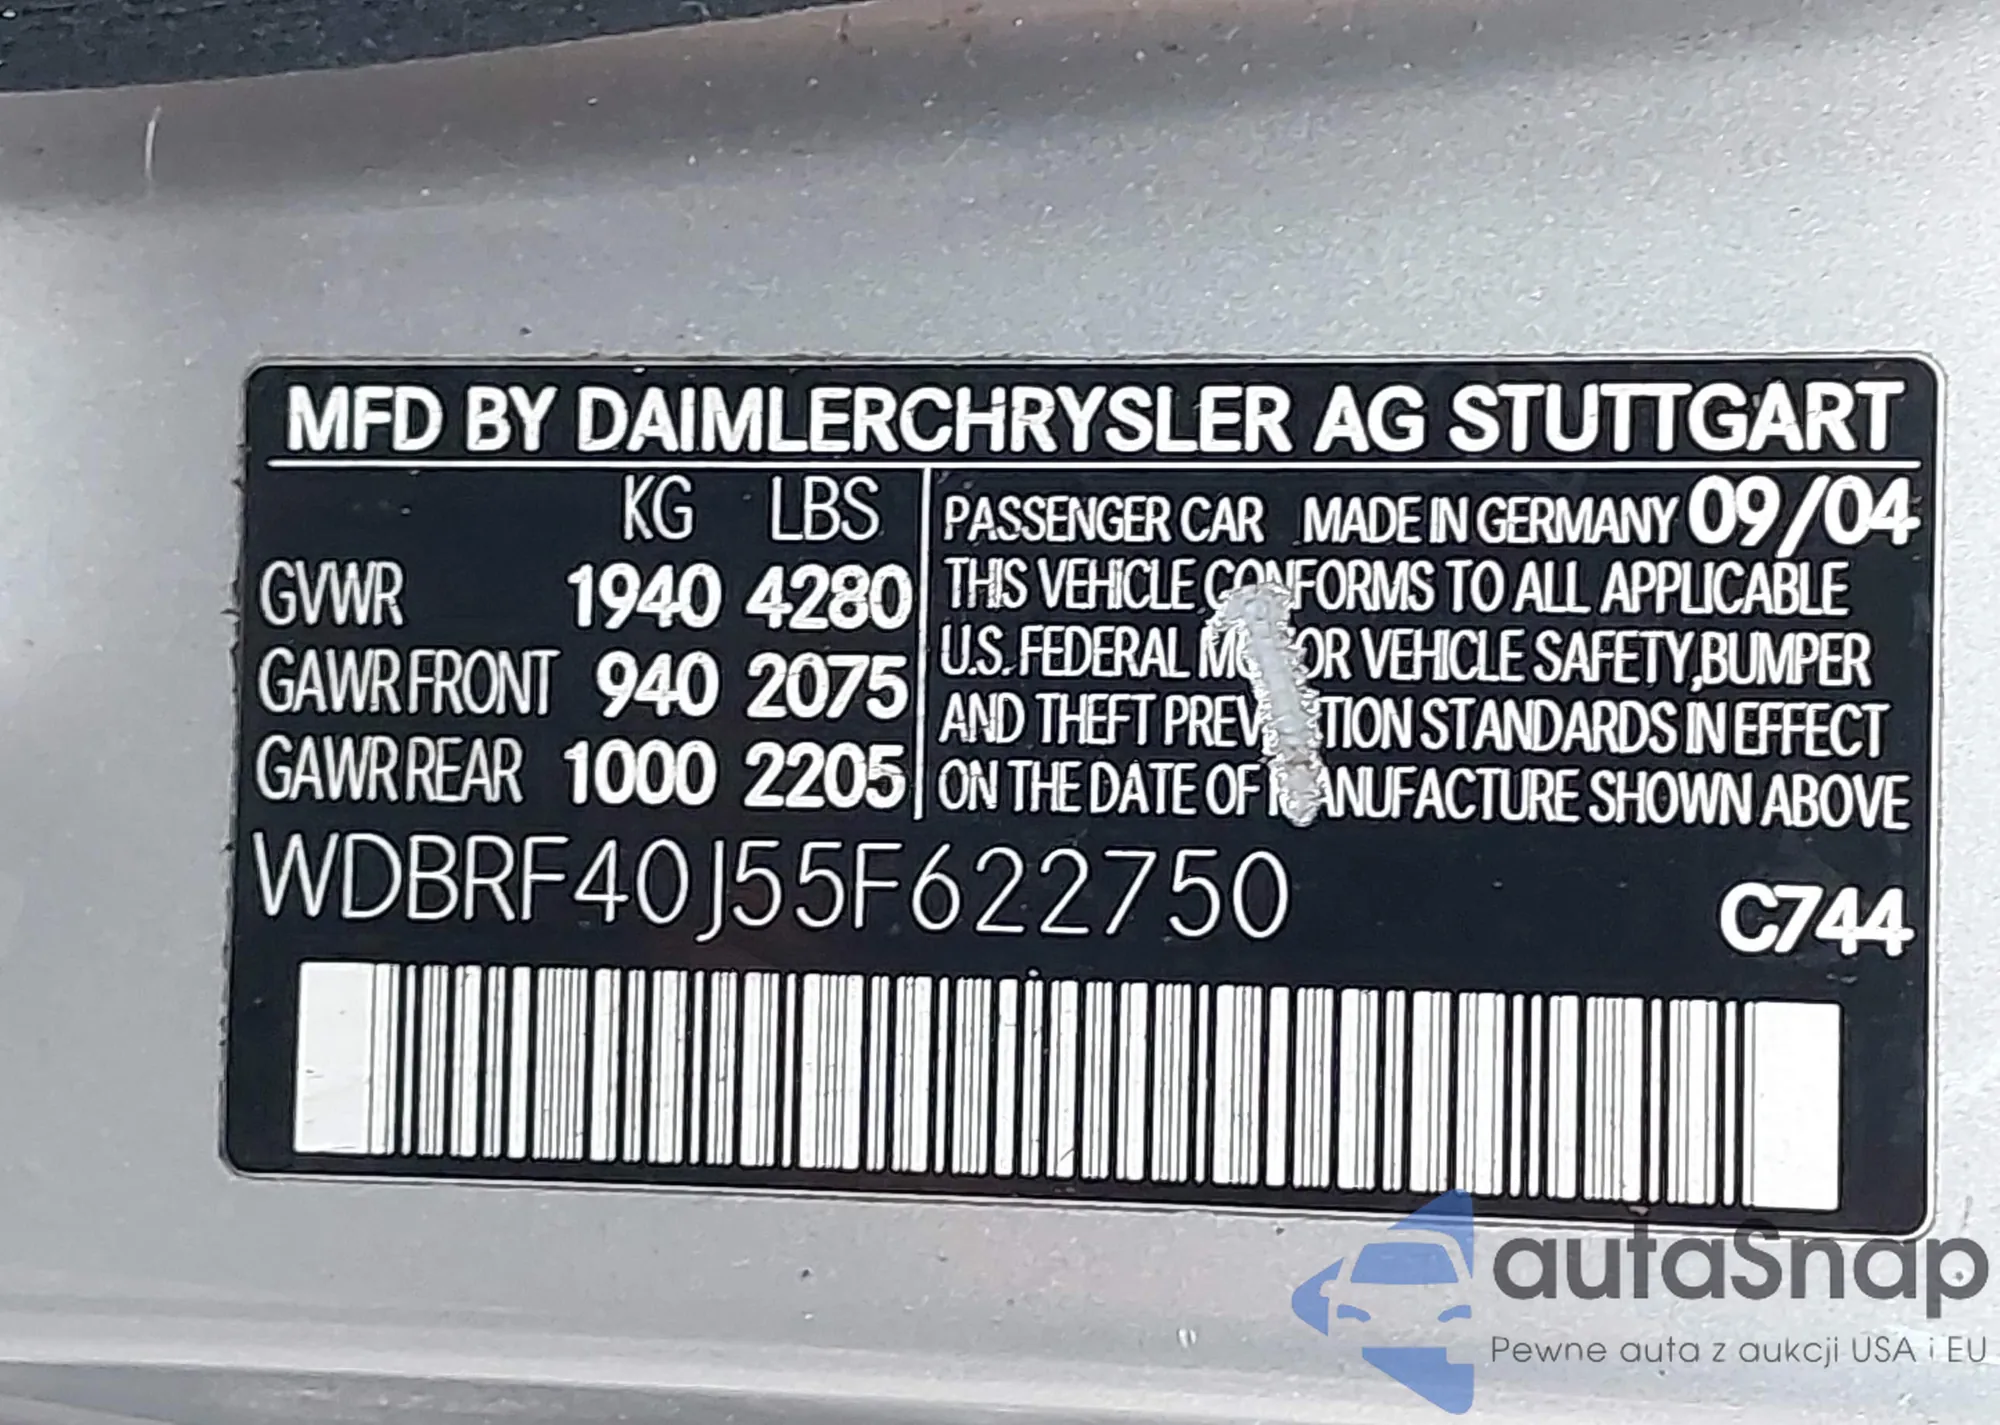 MFD BY DAIMLERCHRYSLER AG STUTTGART
KG LBS
GVWR 1940 4280
GAWR FRONT 940 2075
GAWR REAR 1000 2205
PASSENGER CAR MADE IN GERMANY 09/04
THIS VEHICLE CONFORMS TO ALL APPLICABLE
U.S. FEDERAL MOTOR VEHICLE SAFETY, BUMPER
AND THEFT PREVENTION STANDARDS IN EFFECT
ON THE DATE OF MANUFACTURE SHOWN ABOVE
WDBRF40J55F622750
C744
autaSnap
Pewne auta z aukcji USA i EU